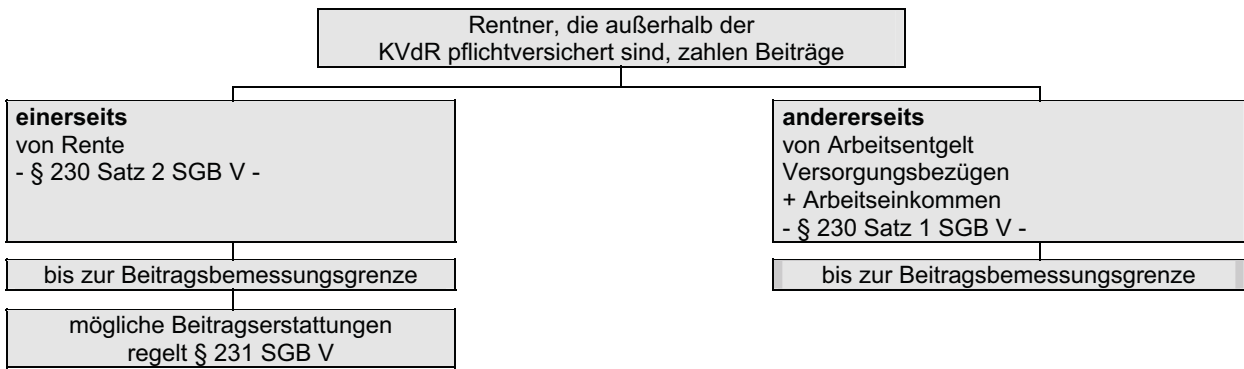 Rentner, die außerhalb der
KVdR pflichtversichert sind, zahlen Beiträge
einerseits
von Rente
- § 230 Satz 2 SGB V -
andererseits
von Arbeitsentgelt
Versorgungsbezügen
+ Arbeitseinkommen
- § 230 Satz 1 SGB V -
bis zur Beitragsbemessungsgrenze
bis zur Beitragsbemessungsgrenze
mögliche Beitragserstattungen
regelt § 231 SGB V